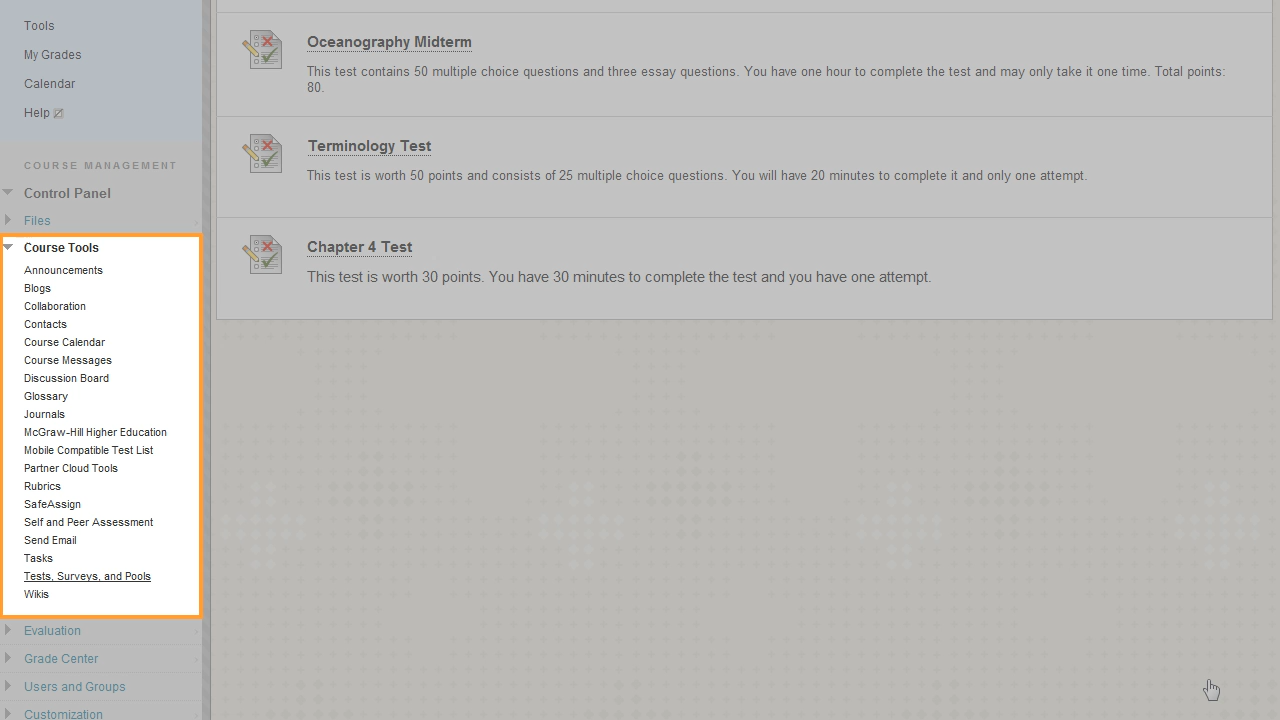 Tools
My Grades
Calendar
Help
COURSE MANAGEMENT
Control Panel
Files
Course Tools
Announcements
Blogs
Collaboration
Contacts
Course Calendar
Course Messages
Discussion Board
Glossary
Journals
McGraw-Hill Higher Education
Mobile Compatible Test List
Partner Cloud Tools
Rubrics
SafeAssign
Self and Peer Assessment
Send Email
Tasks
Tests, Surveys, and Pools
Wikis
Evaluation
Grade Center
Users and Groups
Customization
Oceanography Midterm
This test contains 50 multiple choice questions and three essay questions. You have one hour to complete the test and may only take it one time. Total points:
80.
Terminology Test
This test is worth 50 points and consists of 25 multiple choice questions. You will have 20 minutes to complete it and only one attempt.
Chapter 4 Test
This test is worth 30 points. You have 30 minutes to complete the test and you have one attempt.